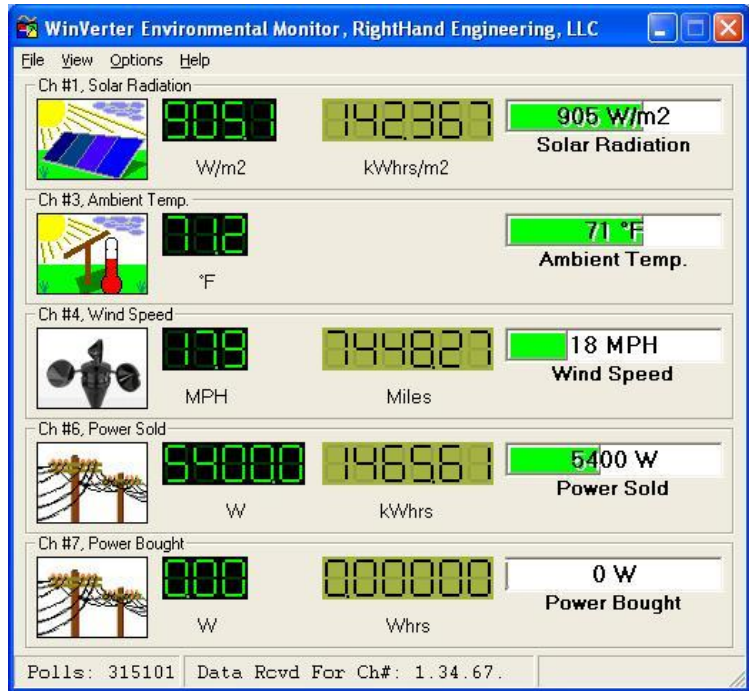 WinVerter Environmental Monitor, RightHand Engineering, LLC
File View Options Help
Ch #1, Solar Radiation
905.1 142.367 905 W/m2
W/m2 kWhrs/m2 Solar Radiation
Ch #3, Ambient Temp.
71.2 71 °F
°F Ambient Temp.
Ch #4, Wind Speed
17.9 7448.27 18 MPH
MPH Miles Wind Speed
Ch #6, Power Sold
5400.0 1465.61 5400 W
W kWhrs Power Sold
Ch #7, Power Bought
0.00 0.00000 0 W
W Whrs Power Bought
Polls: 315101 Data Rcvd For Ch#: 1.34.67.